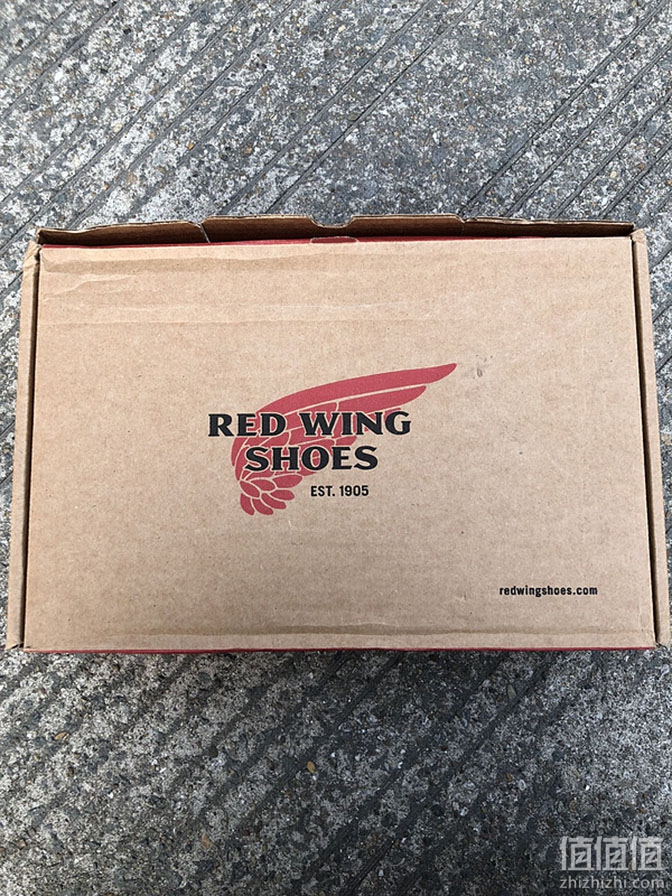 RED WING
SHOES
EST. 1905
redwingshoes.com
值值值
zhizhizhi.com